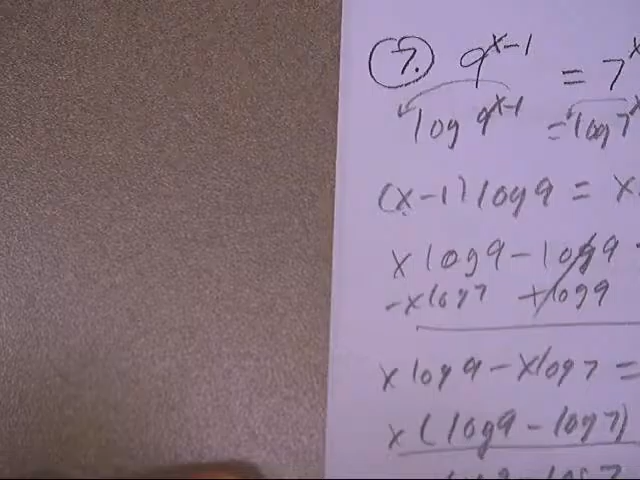 7. 9^{x-1} = 7^x
log 9^{x-1} = log 7^x
(x-1) log 9 = x
x log 9 - log 9
-x log 7 + log 9
x log 9 - x log 7 =
x (log 9 - log 7)